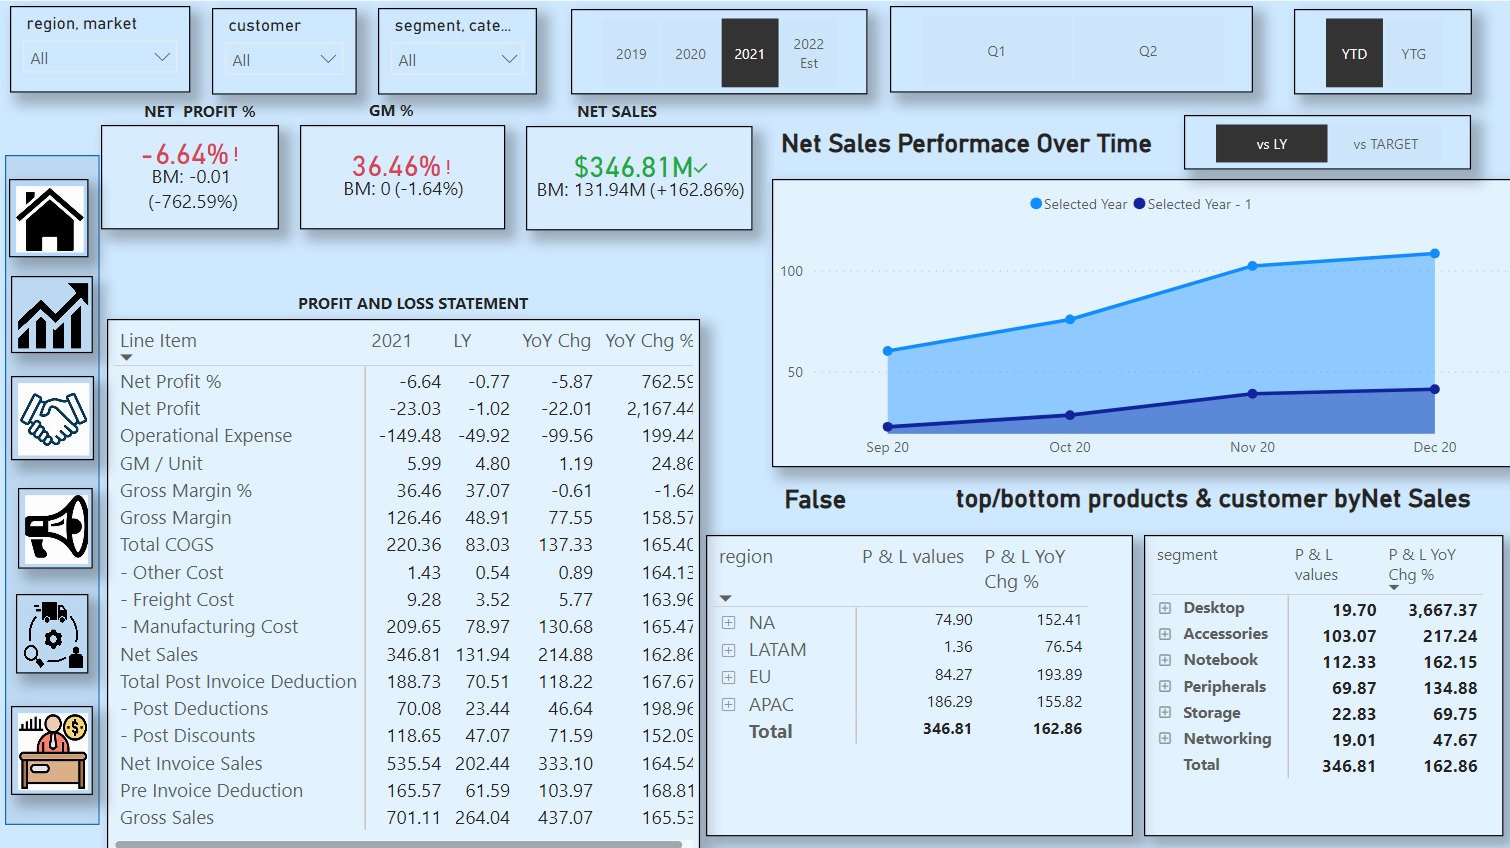 region, market
All
customer
All
segment, cate...
All
2019 2020 2021 2022 Est
Q1 Q2
YTD YTG
NET PROFIT %
-6.64% !
BM: -0.01
(-762.59%)
GM %
36.46% !
BM: 0 (-1.64%)
NET SALES
$346.81M✓
BM: 131.94M (+162.86%)
Net Sales Performace Over Time
vs LY vs TARGET
Selected Year Selected Year - 1
100
50
Sep 20 Oct 20 Nov 20 Dec 20
PROFIT AND LOSS STATEMENT
Line Item 2021 LY YoY Chg YoY Chg %
Net Profit % -6.64 -0.77 -5.87 762.59
Net Profit -23.03 -1.02 -22.01 2,167.44
Operational Expense -149.48 -49.92 -99.56 199.44
GM / Unit 5.99 4.80 1.19 24.86
Gross Margin % 36.46 37.07 -0.61 -1.64
Gross Margin 126.46 48.91 77.55 158.57
Total COGS 220.36 83.03 137.33 165.40
- Other Cost 1.43 0.54 0.89 164.13
- Freight Cost 9.28 3.52 5.77 163.96
- Manufacturing Cost 209.65 78.97 130.68 165.47
Net Sales 346.81 131.94 214.88 162.86
Total Post Invoice Deduction 188.73 70.51 118.22 167.67
- Post Deductions 70.08 23.44 46.64 198.96
- Post Discounts 118.65 47.07 71.59 152.09
Net Invoice Sales 535.54 202.44 333.10 164.54
Pre Invoice Deduction 165.57 61.59 103.97 168.81
Gross Sales 701.11 264.04 437.07 165.53
False
top/bottom products & customer byNet Sales
region P & L values P & L YoY Chg %
NA 74.90 152.41
LATAM 1.36 76.54
EU 84.27 193.89
APAC 186.29 155.82
Total 346.81 162.86
segment P & L values P & L YoY Chg %
Desktop 19.70 3,667.37
Accessories 103.07 217.24
Notebook 112.33 162.15
Peripherals 69.87 134.88
Storage 22.83 69.75
Networking 19.01 47.67
Total 346.81 162.86